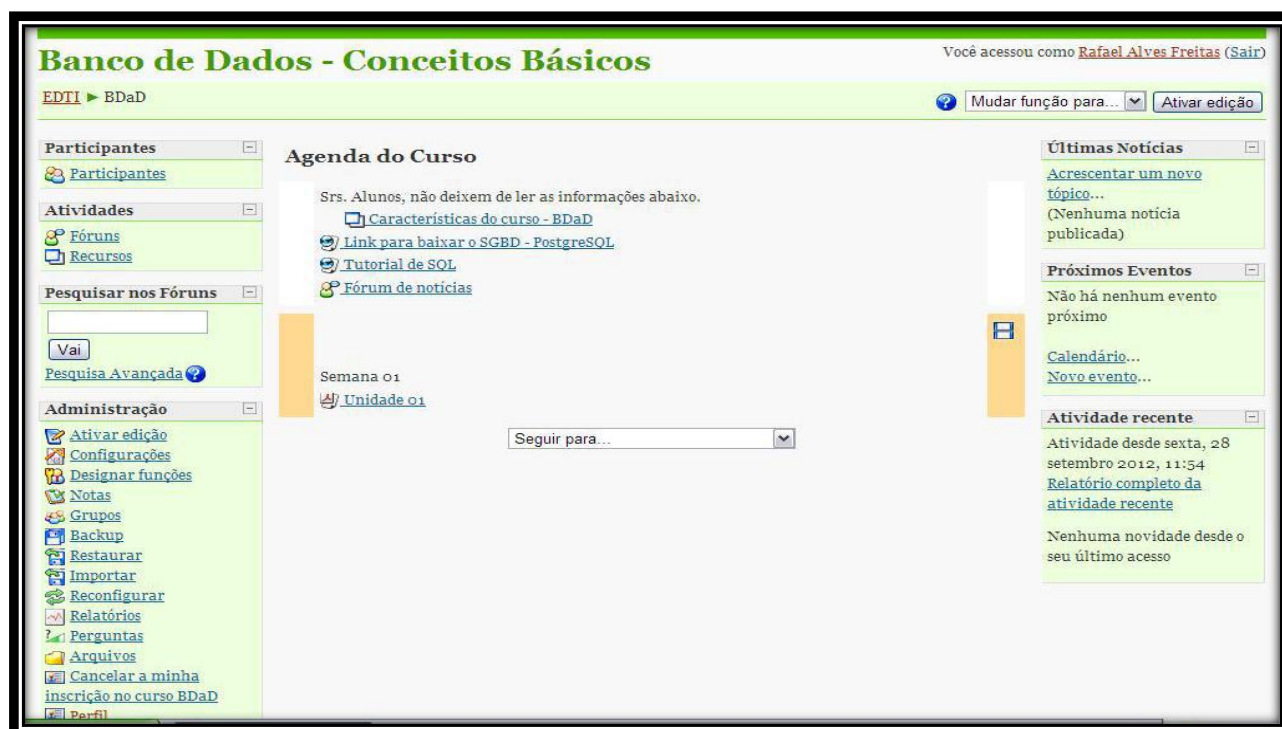 Banco de Dados - Conceitos Básicos
Você acessou como Rafael Alves Freitas (Sair)
EDTI ► BDaD
Mudar função para...
Ativar edição
Participantes
Participantes
Atividades
Fóruns
Recursos
Pesquisar nos Fóruns
Vai
Pesquisa Avançada
Administração
Ativar edição
Configurações
Designar funções
Notas
Grupos
Backup
Restaurar
Importar
Reconfigurar
Relatórios
Perguntas
Arquivos
Cancelar a minha
inscrição no curso BDaD
Perfil
Agenda do Curso
Srs. Alunos, não deixem de ler as informações abaixo.
Características do curso - BDaD
Link para baixar o SGBD - PostgreSQL
Tutorial de SQL
Fórum de notícias
Semana 01
Unidade 01
Seguir para...
Últimas Notícias
Acrescentar um novo
tópico...
(Nenhuma notícia
publicada)
Próximos Eventos
Não há nenhum evento
próximo
Calendário...
Novo evento...
Atividade recente
Atividade desde sexta, 28
setembro 2012, 11:54
Relatório completo da
atividade recente
Nenhuma novidade desde o
seu último acesso